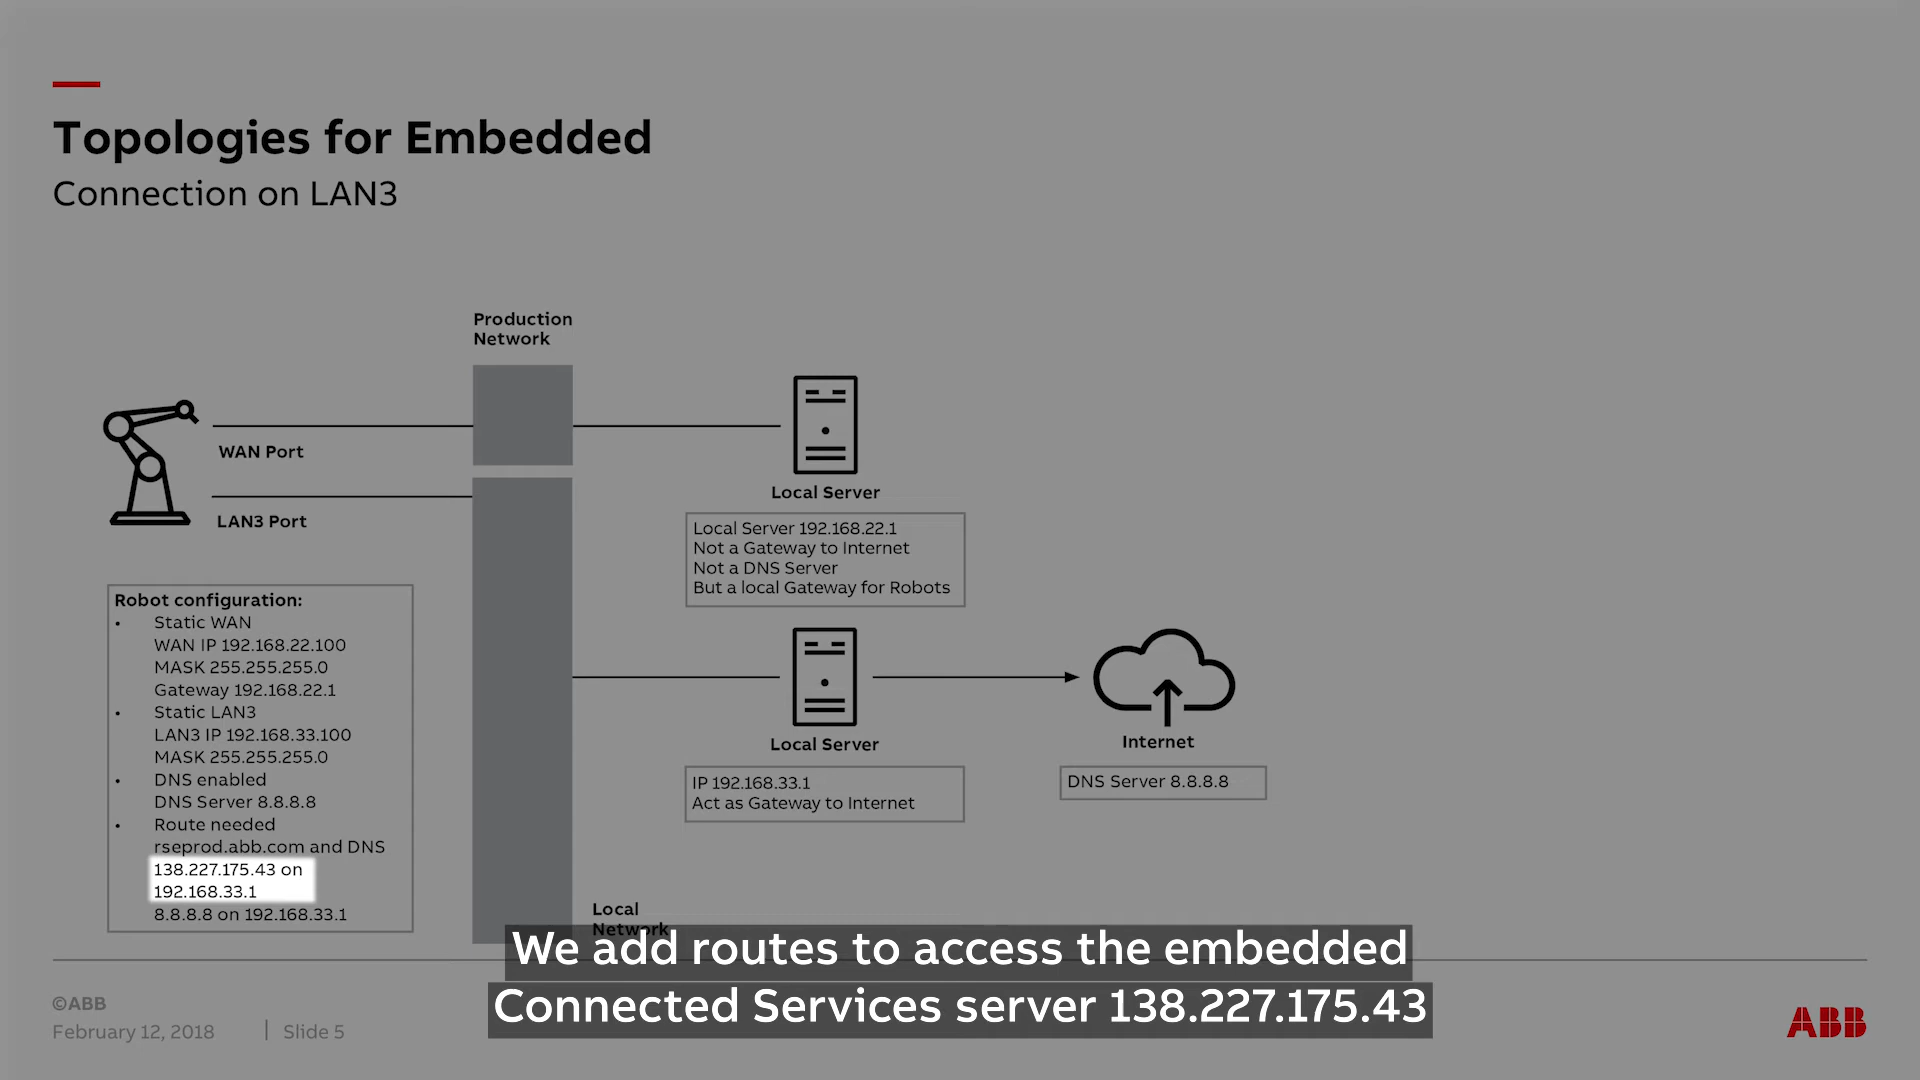 Topologies for Embedded
Connection on LAN3
Production
Network
WAN Port
LAN3 Port
Local Server
Local Server 192.168.22.1
Not a Gateway to Internet
Not a DNS Server
But a local Gateway for Robots
Robot configuration:
• Static WAN
WAN IP 192.168.22.100
MASK 255.255.255.0
Gateway 192.168.22.1
• Static LAN3
LAN3 IP 192.168.33.100
MASK 255.255.255.0
• DNS enabled
DNS Server 8.8.8.8
• Route needed
rseprod.abb.com and DNS
138.227.175.43 on
192.168.33.1
8.8.8.8 on 192.168.33.1
Local Server
IP 192.168.33.1
Act as Gateway to Internet
Internet
DNS Server 8.8.8.8
Local
Network
We add routes to access the embedded
Connected Services server 138.227.175.43
©ABB
February 12, 2018 | Slide 5
ABB